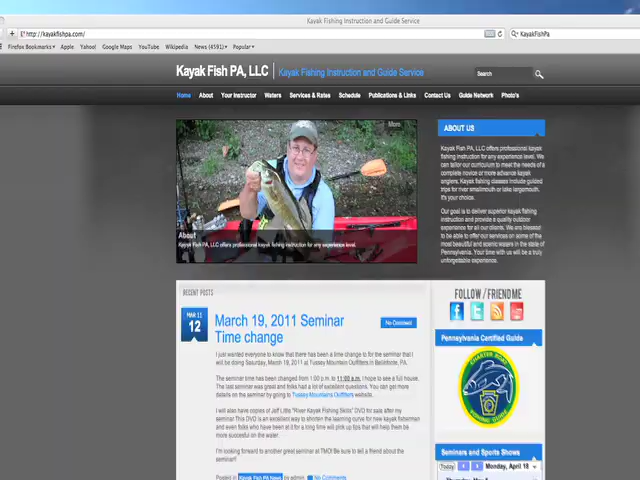 Kayak Fishing Instruction and Guide Service
http://kayakfishpa.com/
KayakFishPa
Firefox Bookmarks Apple Yahoo! Google Maps YouTube Wikipedia News (4591) Popular
Kayak Fish PA, LLC Kayak Fishing Instruction and Guide Service
Search
Home About Your Instructor Waters Services & Rates Schedule Publications & Links Contact Us Guide Network Photo's
More
About
Kayak Fish PA, LLC offers professional kayak fishing instruction for any experience level.
ABOUT US
Kayak Fish PA, LLC offers professional kayak
fishing instruction for any experience level. We
can tailor our curriculum to meet the needs of a
complete novice or more advance kayak
anglers. Kayak fishing classes include guided
trips for river smallmouth or lake largemouth.
It's your choice.
Our goal is to deliver superior kayak fishing
instruction and provide a quality outdoor
experience for all our clients. We are blessed
to be able to offer our services on some of the
most beautiful and scenic waters in the state of
Pennsylvania. Your time with us will be a truly
unforgettable experience.
RECENT POSTS
MAR 11
12
March 19, 2011 Seminar
Time change
No Comment
I just wanted everyone to know that there has been a time change to for the seminar that I
will be doing Saturday, March 19, 2011 at Tussey Mountain Outfitters in Bellefonte, PA.
The seminar time has been changed from 1:00 p.m. to 11:00 a.m. I hope to see a full house.
The last seminar was great and folks had a lot of excellent questions. You can get more
details on the seminar by going to Tussey Mountains Outfitters website.
I will also have copies of Jeff Little "River Kayak Fishing Skills" DVD for sale after my
seminar This DVD is an excellent way to shorten the learning curve for new kayak fisherman
and even folks who have been at it for a long time will pick up tips that will help them be
more succesful on the water.
I'm looking forward to another great seminar at TMO! Be sure to tell a friend about the
seminar!!
Posted in Kayak Fish PA News by admin No Comments
FOLLOW / FRIEND ME
Pennsylvania Certified Guide
CHARTER BOAT
FISHING GUIDE
Seminars and Sports Shows
Today Monday, April 18